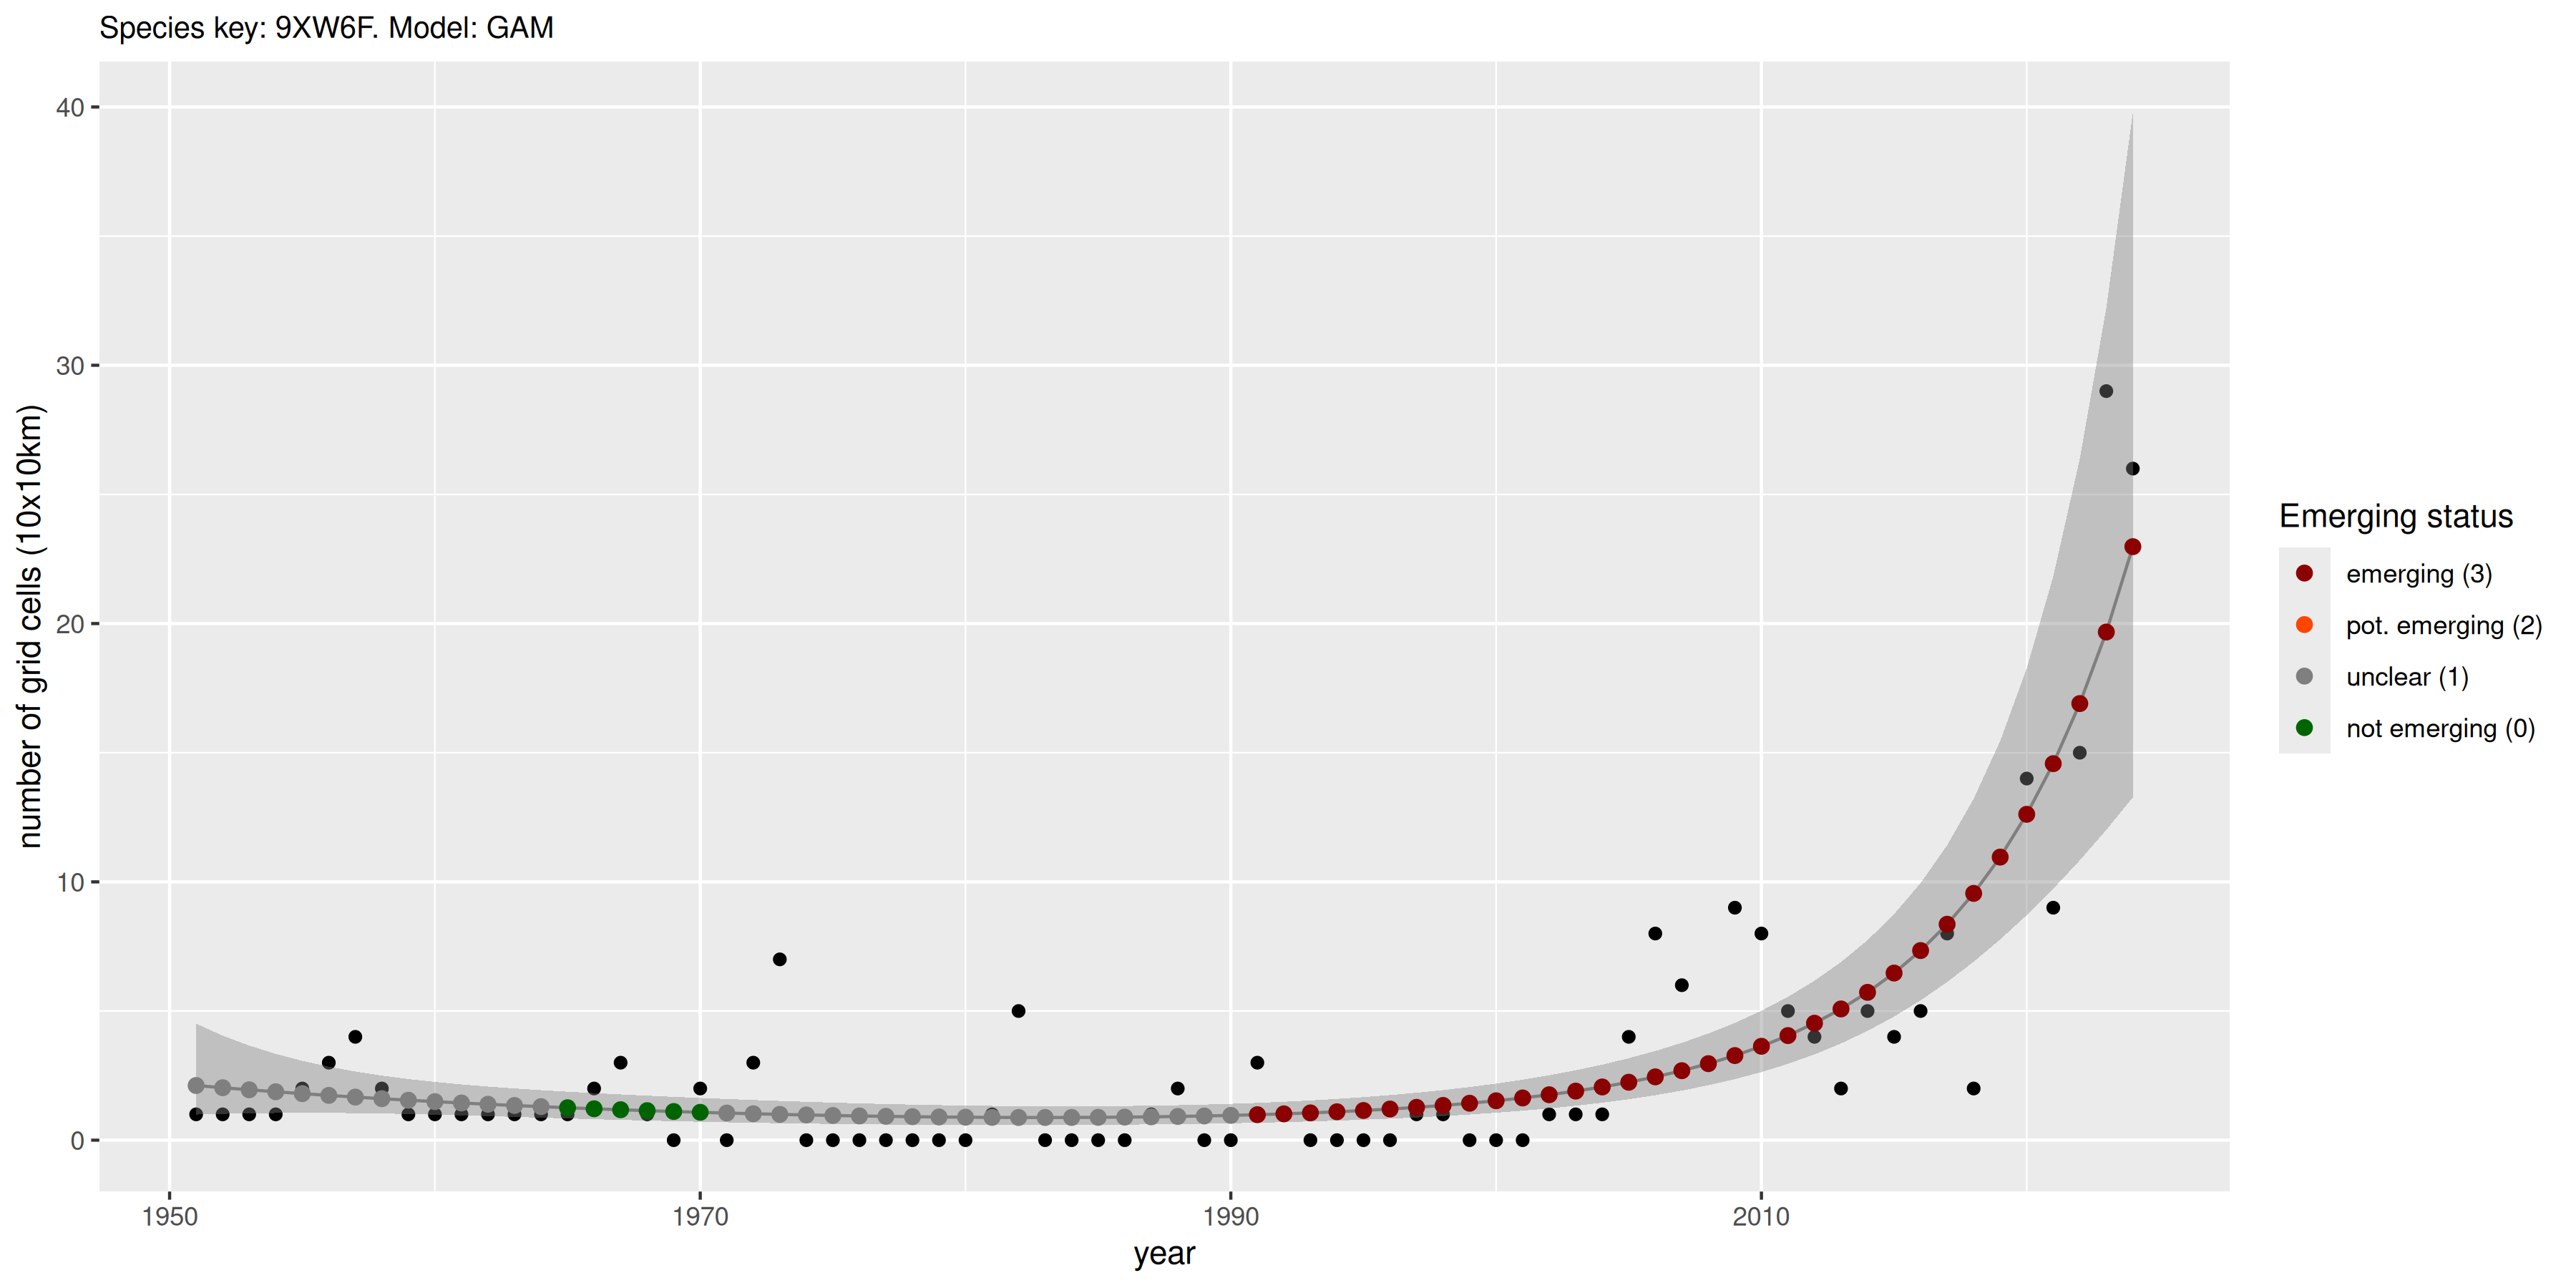 Species key: 9XW6F. Model: GAM
40
30
20
10
0
number of grid cells (10x10km)
1950
1970
1990
2010
year
Emerging status
emerging (3)
pot. emerging (2)
unclear (1)
not emerging (0)